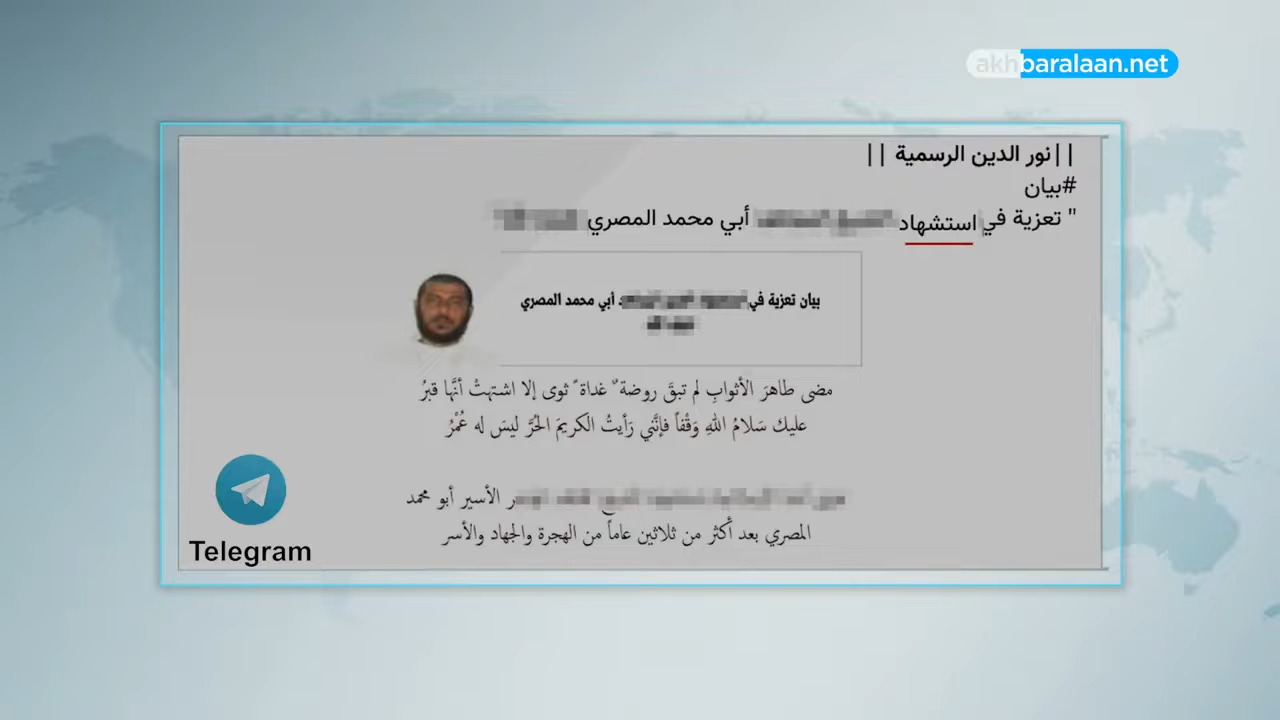 akhbaralaan.net
||نور الدين الرسمية ||
#بيان
" تعزية في استشهاد أبي محمد المصري
بيان تعزية في أبي محمد المصري
مضى طاهرَ الأثوابِ لم تبقَ روضةٌ غداةً ثوى إلا اشتهتْ أنَّها قبرُ
عليك سَلامُ اللهِ وَقْفاً فإنَّني رَأيتُ الكريمَ الحُرَّ ليسَ له عُمْرُ
الأسير أبو محمد
المصري بعد أكثر من ثلاثين عاماً من الهجرة والجهاد والأسر
Telegram